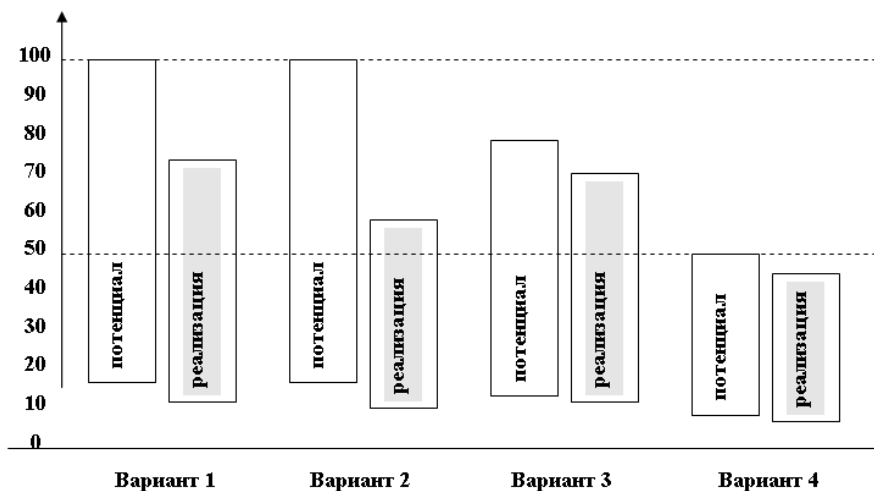 100
90
80
70
60
50
40
30
20
10
0
потенциал
реализация
потенциал
реализация
потенциал
реализация
потенциал
реализация
Вариант 1
Вариант 2
Вариант 3
Вариант 4